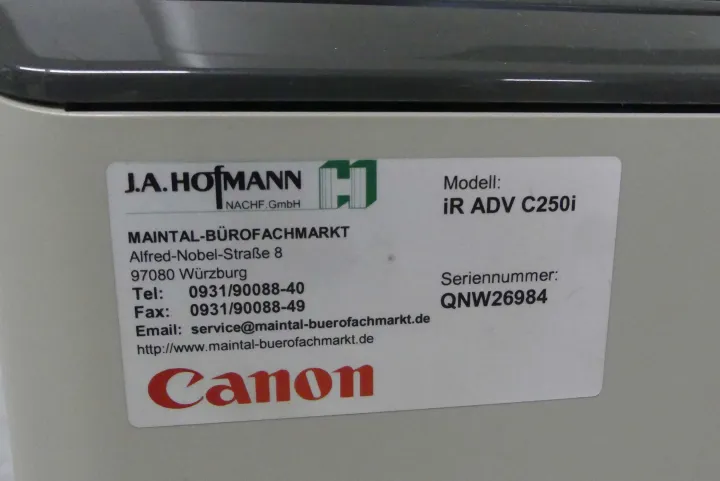 J.A. HOfMANN
NACHF. GmbH
MAINTAL-BÜROFACHMARKT
Alfred-Nobel-Straße 8
97080 Würzburg
Tel: 0931/90088-40
Fax: 0931/90088-49
Email: service@maintal-buerofachmarkt.de
http://www.maintal-buerofachmarkt.de
Canon
Modell:
iR ADV C250i
Seriennummer:
QNW26984